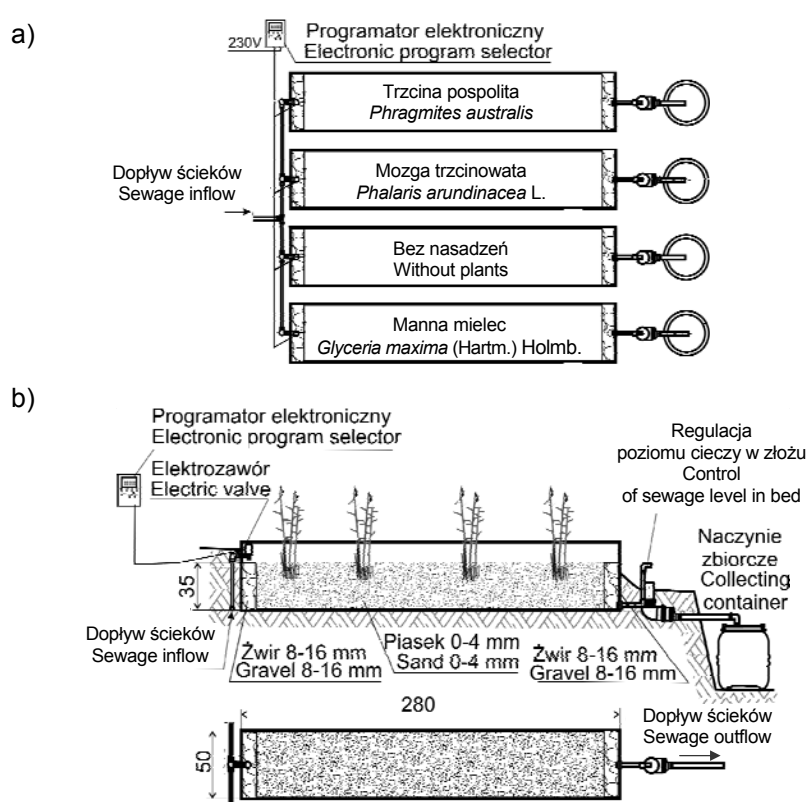 a)
Programator elektroniczny
Electronic program selector
230V
Trzcina pospolita
Phragmites australis
Dopływ ścieków
Sewage inflow
Mozga trzcinowata
Phalaris arundinacea L.
Bez nasadzeń
Without plants
Manna mielec
Glyceria maxima (Hartm.) Holmb.
b)
Programator elektroniczny
Electronic program selector
Elektrozawór
Electric valve
Regulacja
poziomu cieczy w złożu
Control
of sewage level in bed
Naczynie
zbiorcze
Collecting
container
35
Dopływ ścieków
Sewage inflow
Żwir 8-16 mm
Gravel 8-16 mm
Piasek 0-4 mm
Sand 0-4 mm
Żwir 8-16 mm
Gravel 8-16 mm
280
50
Dopływ ścieków
Sewage outflow